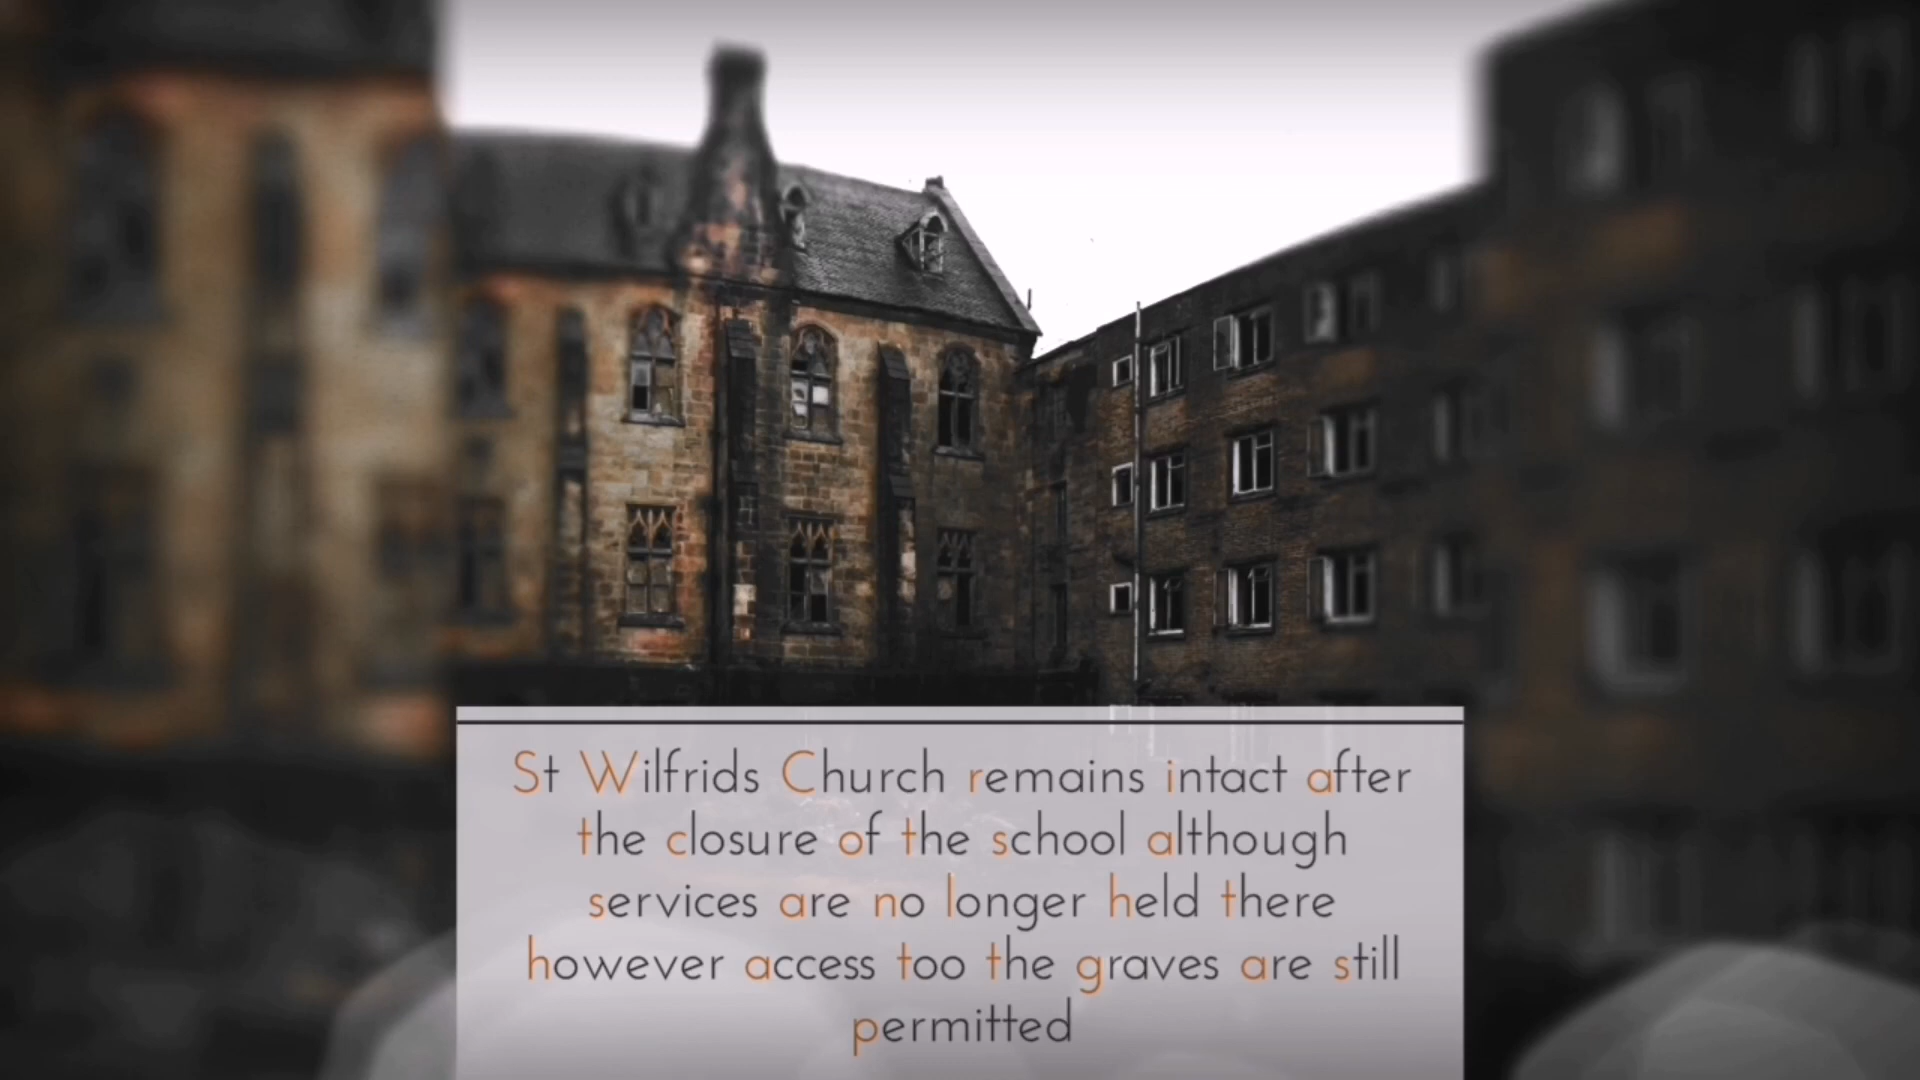 St Wilfrids Church remains intact after
the closure of the school although
services are no longer held there
however access too the graves are still
permitted